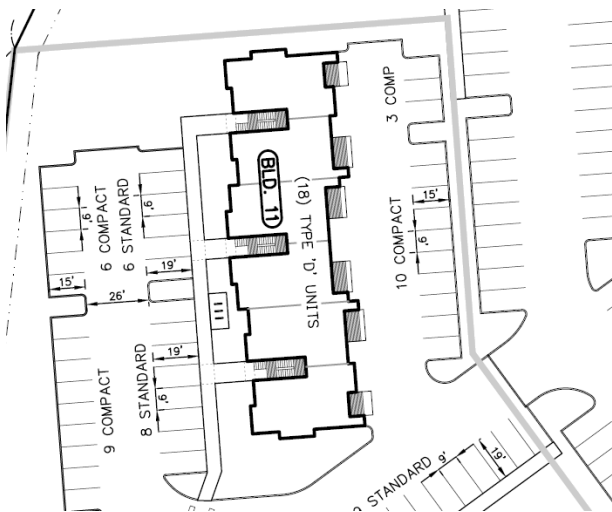 3 COMP
BLD. 11
(18) TYPE 'D' UNITS
6 COMPACT
6 STANDARD
9'
9'
15'
26'
19'
15'
10 COMPACT
9'
19'
9 COMPACT
8 STANDARD
9'
STANDARD
9'
19'